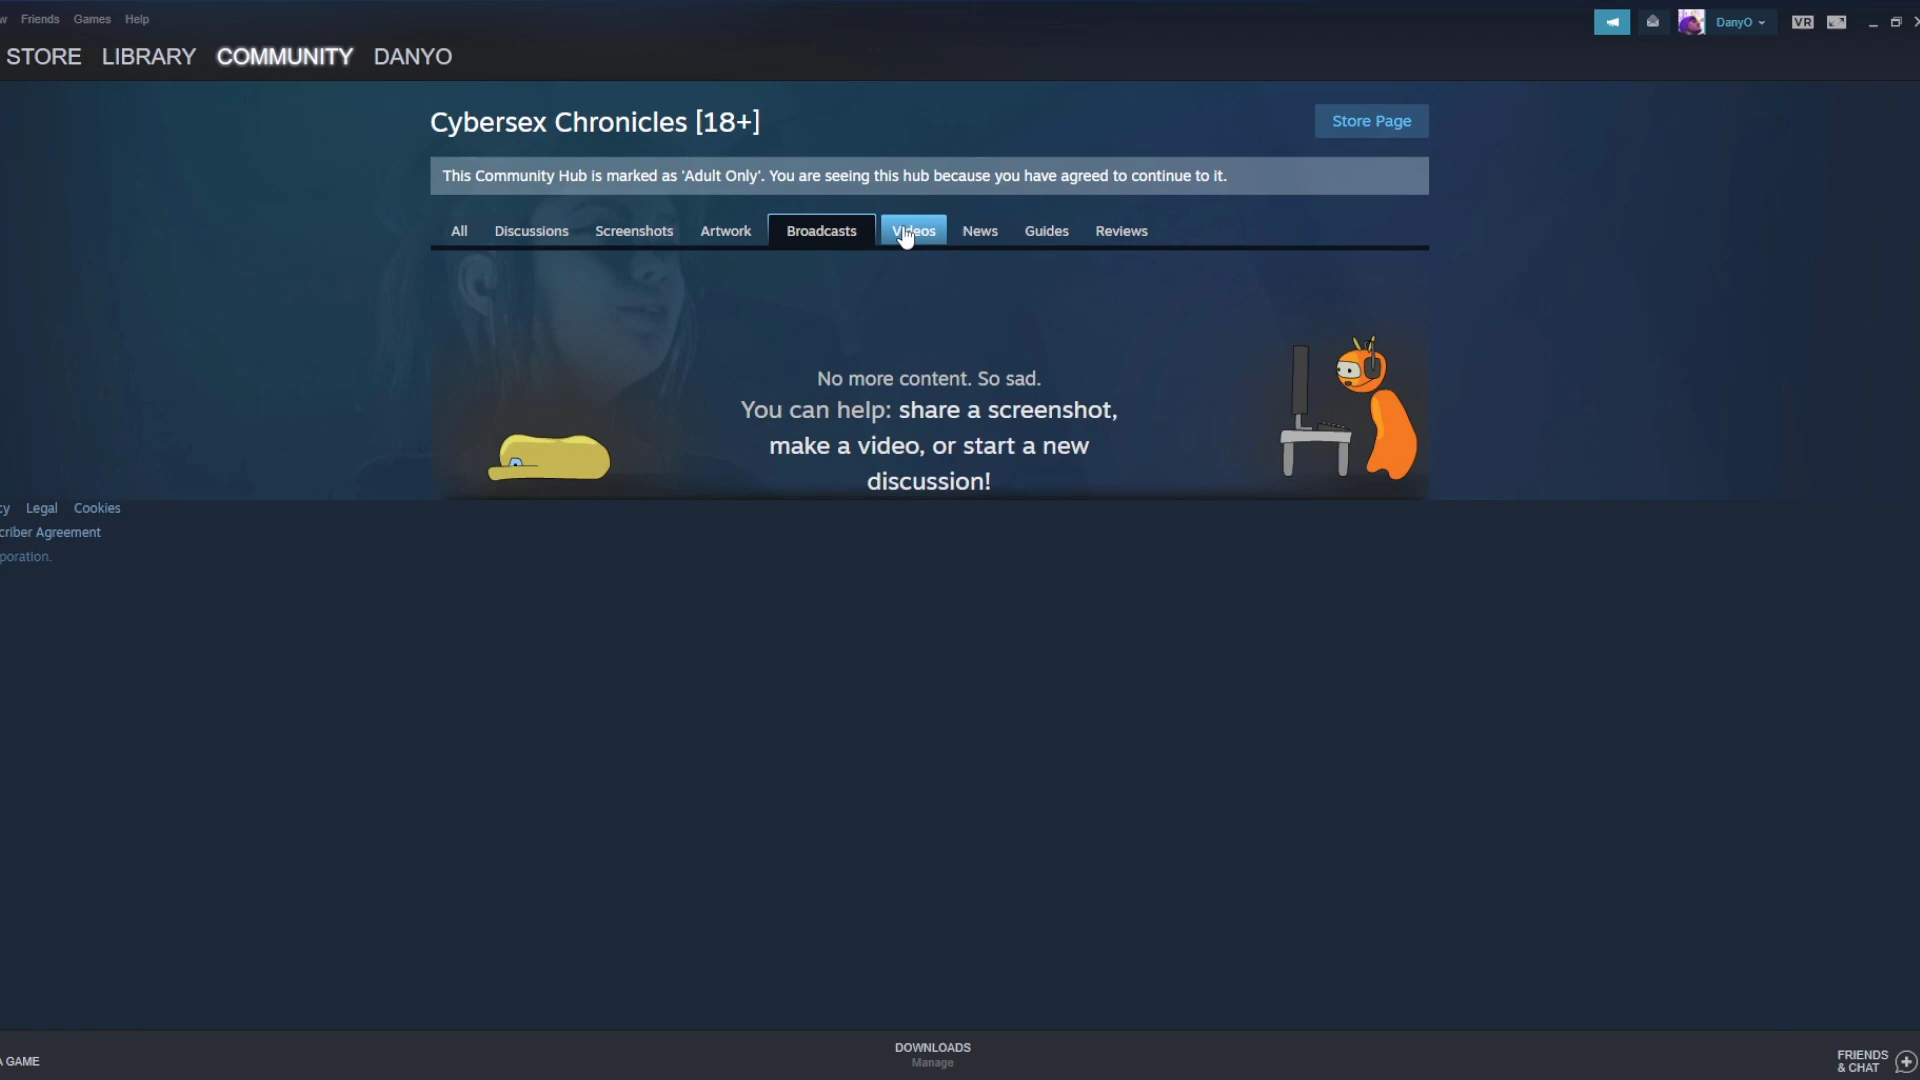 w Friends Games Help
DanyO
VR
STORE LIBRARY COMMUNITY DANYO
Cybersex Chronicles [18+]
Store Page
This Community Hub is marked as 'Adult Only'. You are seeing this hub because you have agreed to continue to it.
All Discussions Screenshots Artwork Broadcasts Videos News Guides Reviews
No more content. So sad.
You can help: share a screenshot,
make a video, or start a new
discussion!
cy Legal Cookies
criber Agreement
poration.
A GAME
DOWNLOADS
Manage
FRIENDS
& CHAT